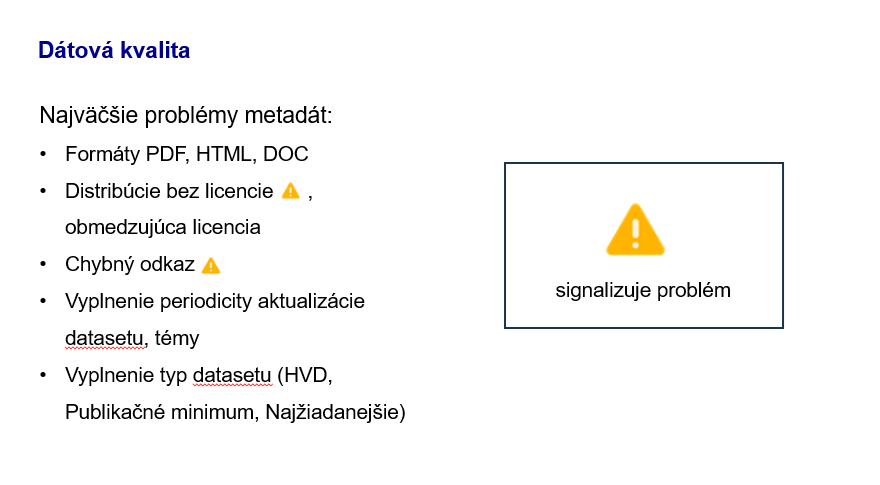 Dátová kvalita
Najväčšie problémy metadát:
• Formáty PDF, HTML, DOC
• Distribúcie bez licencie ⚠ ,
obmedzujúca licencia
• Chybný odkaz ⚠
• Vyplnenie periodicity aktualizácie
datasetu, témy
• Vyplnenie typ datasetu (HVD,
Publikačné minimum, Najžiadanejšie)
signalizuje problém